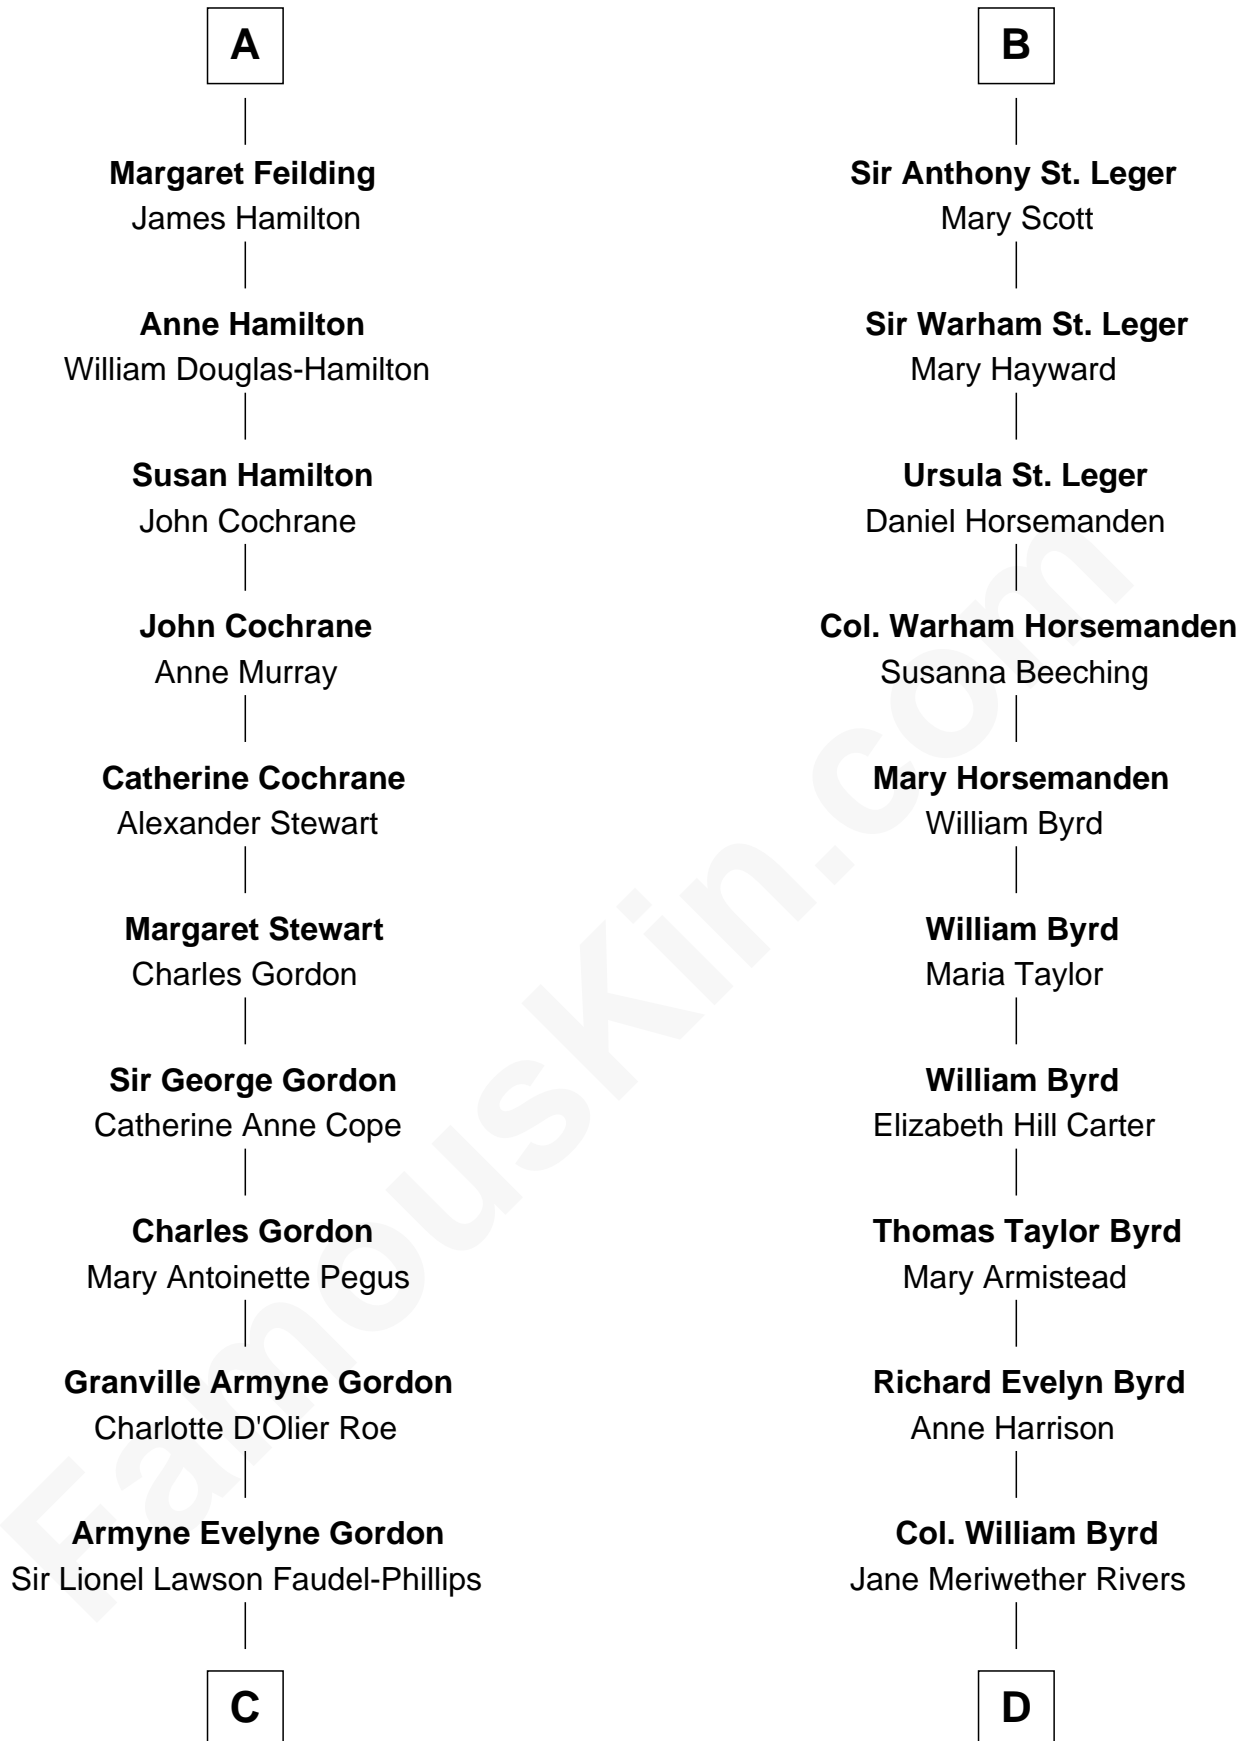 A
Margaret Feilding
James Hamilton
Anne Hamilton
William Douglas-Hamilton
Susan Hamilton
John Cochrane
John Cochrane
Anne Murray
Catherine Cochrane
Alexander Stewart
Margaret Stewart
Charles Gordon
Sir George Gordon
Catherine Anne Cope
Charles Gordon
Mary Antoinette Pegus
Granville Armyne Gordon
Charlotte D'Olier Roe
Armyne Evelyne Gordon
Sir Lionel Lawson Faudel-Phillips
C
B
Sir Anthony St. Leger
Mary Scott
Sir Warham St. Leger
Mary Hayward
Ursula St. Leger
Daniel Horsemanden
Col. Warham Horsemanden
Susanna Beeching
Mary Horsemanden
William Byrd
William Byrd
Maria Taylor
William Byrd
Elizabeth Hill Carter
Thomas Taylor Byrd
Mary Armistead
Richard Evelyn Byrd
Anne Harrison
Col. William Byrd
Jane Meriwether Rivers
D
FamousKin.com